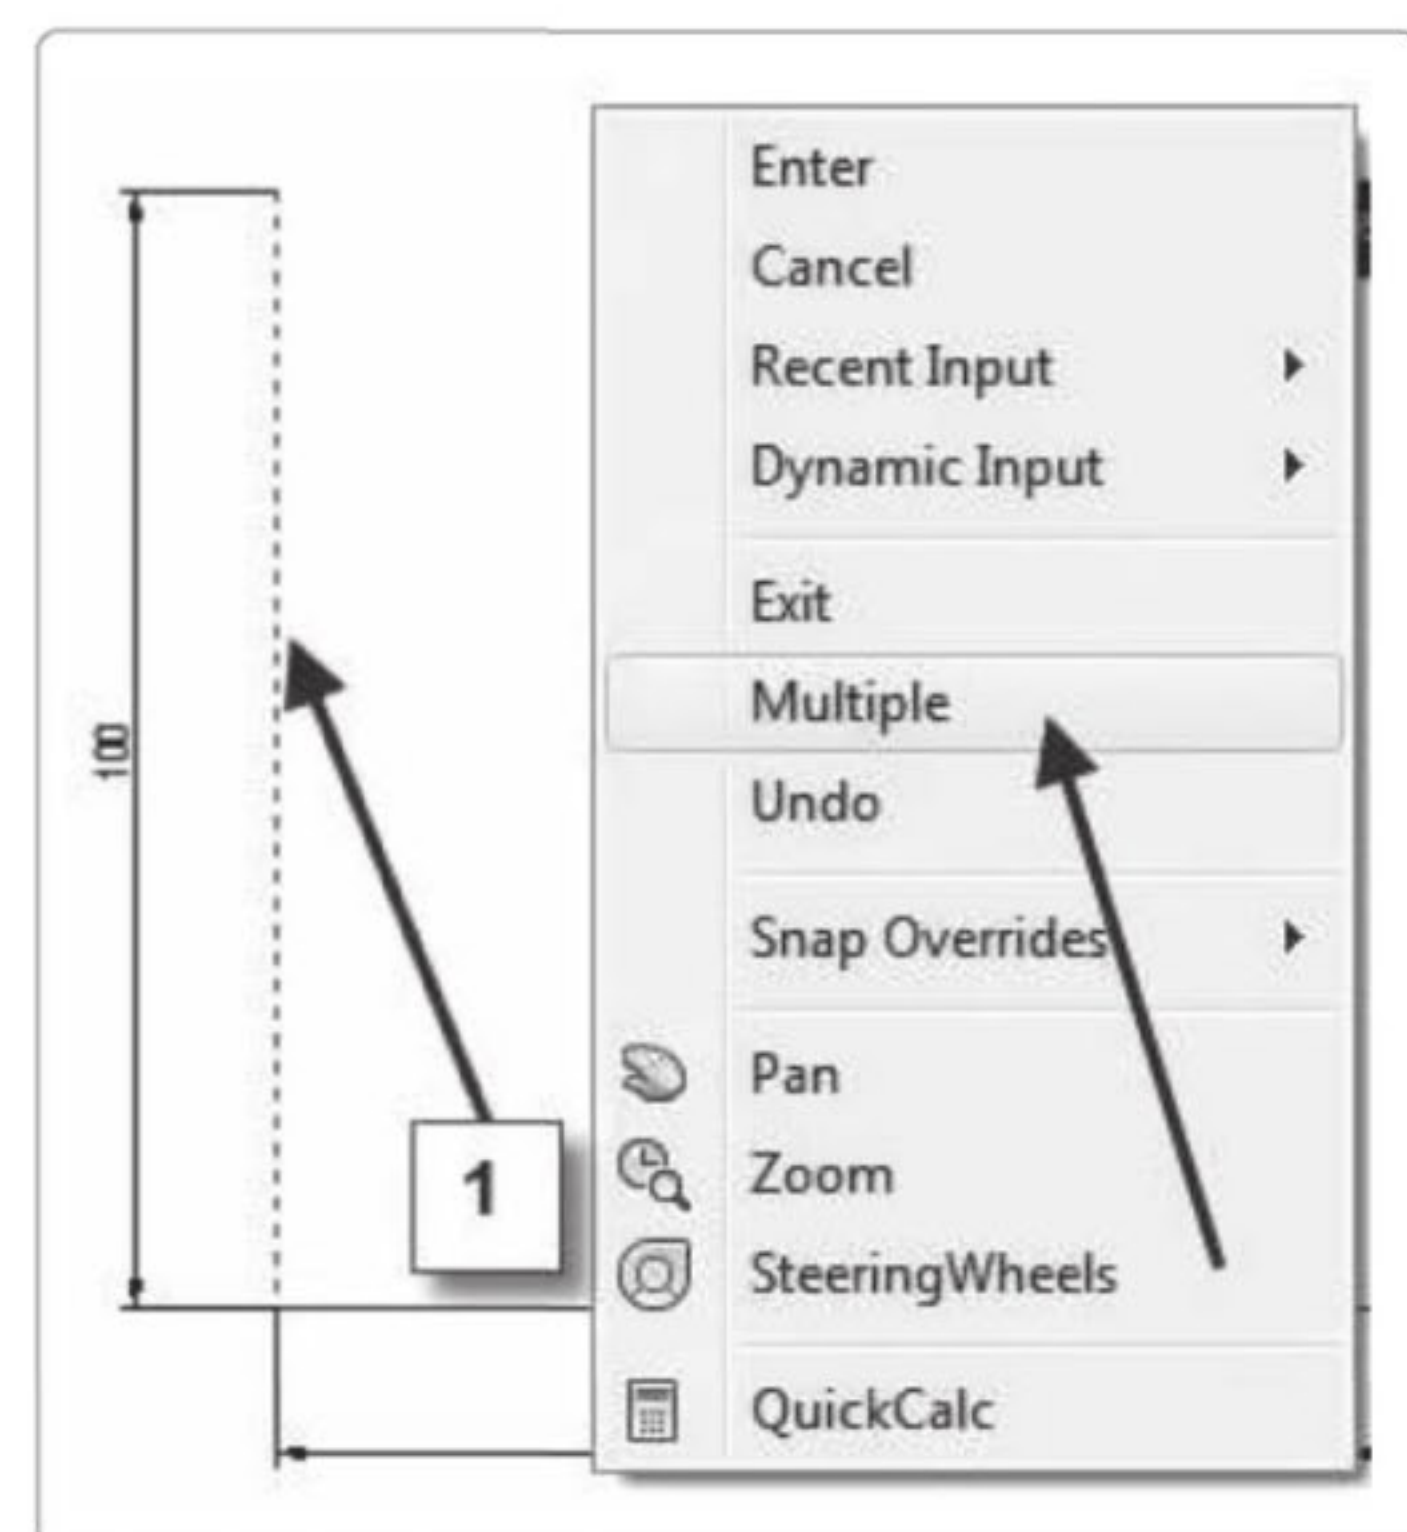 Enter
Cancel
Recent Input
Dynamic Input
Exit
Multiple
Undo
Snap Overrides
Pan
Zoom
SteeringWheels
QuickCalc
100
1